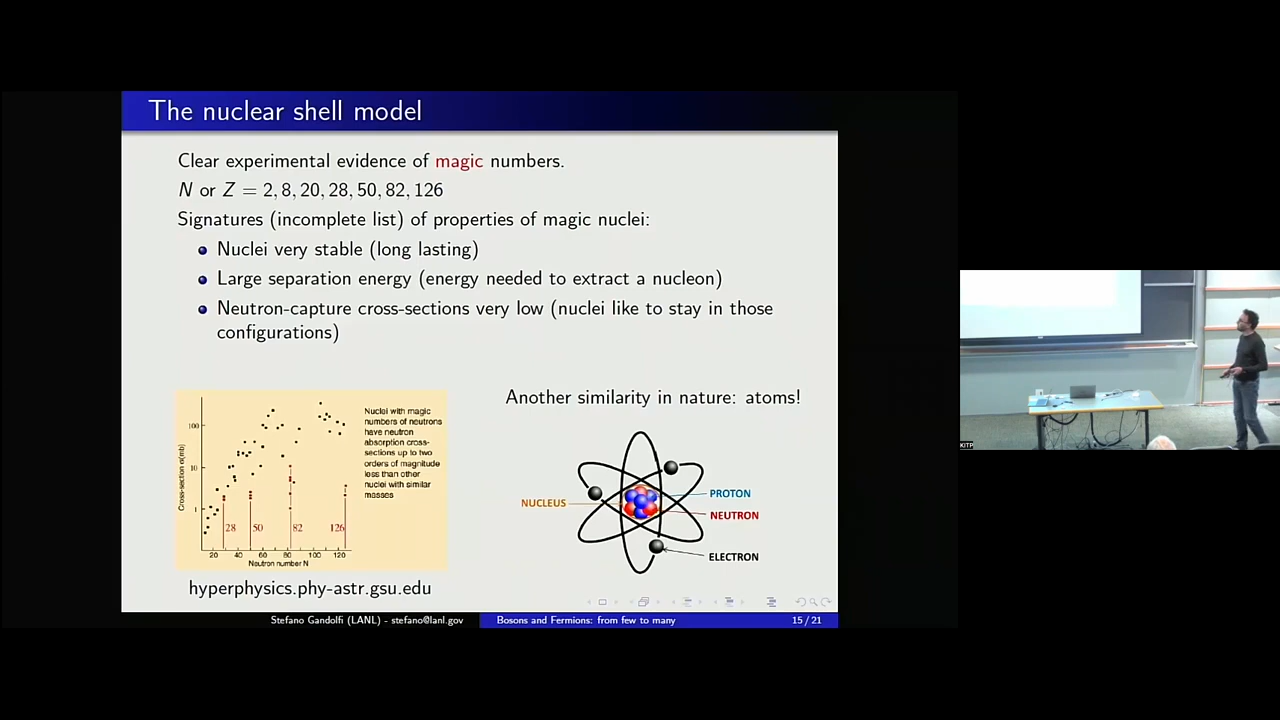 The nuclear shell model
Clear experimental evidence of magic numbers.
N or Z = 2, 8, 20, 28, 50, 82, 126
Signatures (incomplete list) of properties of magic nuclei:
Nuclei very stable (long lasting)
Large separation energy (energy needed to extract a nucleon)
Neutron-capture cross-sections very low (nuclei like to stay in those
configurations)
Cross-section σ(mb)
100
10
1
28
50
82
126
20 40 60 80 100 120
Neutron number N
Nuclei with magic
numbers of neutrons
have neutron
absorption cross-
sections up to two
orders of magnitude
less than other
nuclei with similar
masses
hyperphysics.phy-astr.gsu.edu
Another similarity in nature: atoms!
NUCLEUS
PROTON
NEUTRON
ELECTRON
Stefano Gandolfi (LANL) - stefano@lanl.gov
Bosons and Fermions: from few to many
15 / 21
KITP